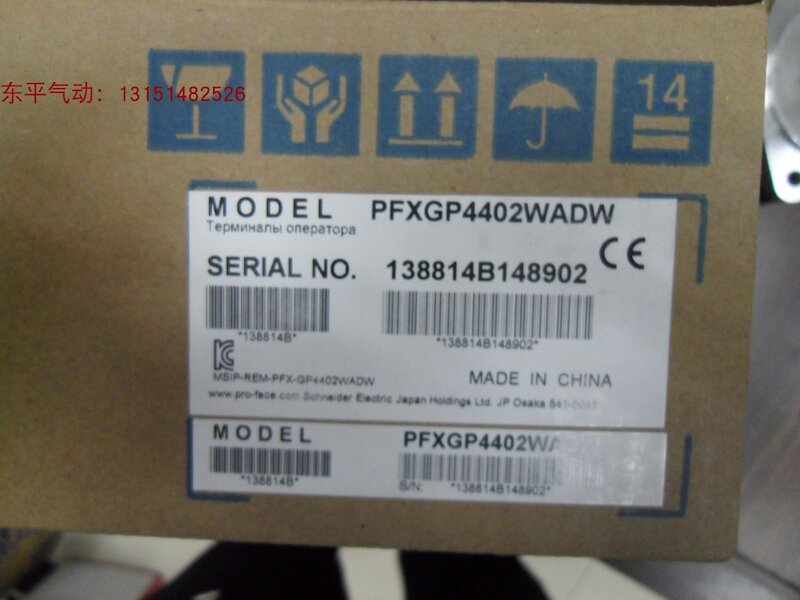 东平气动: 13151482526
14
MODEL PFXGP4402WADW
Терминалы оператора
CE
SERIAL NO. 138814B148902
*138814B* *138814B148902*
MSIP-REM-PFX-GP4402WADW MADE IN CHINA
www.pro-face.com Schneider Electric Japan Holdings Ltd. JP Osaka
MODEL PFXGP4402WA
*138814B* S/N: *138814B148902*